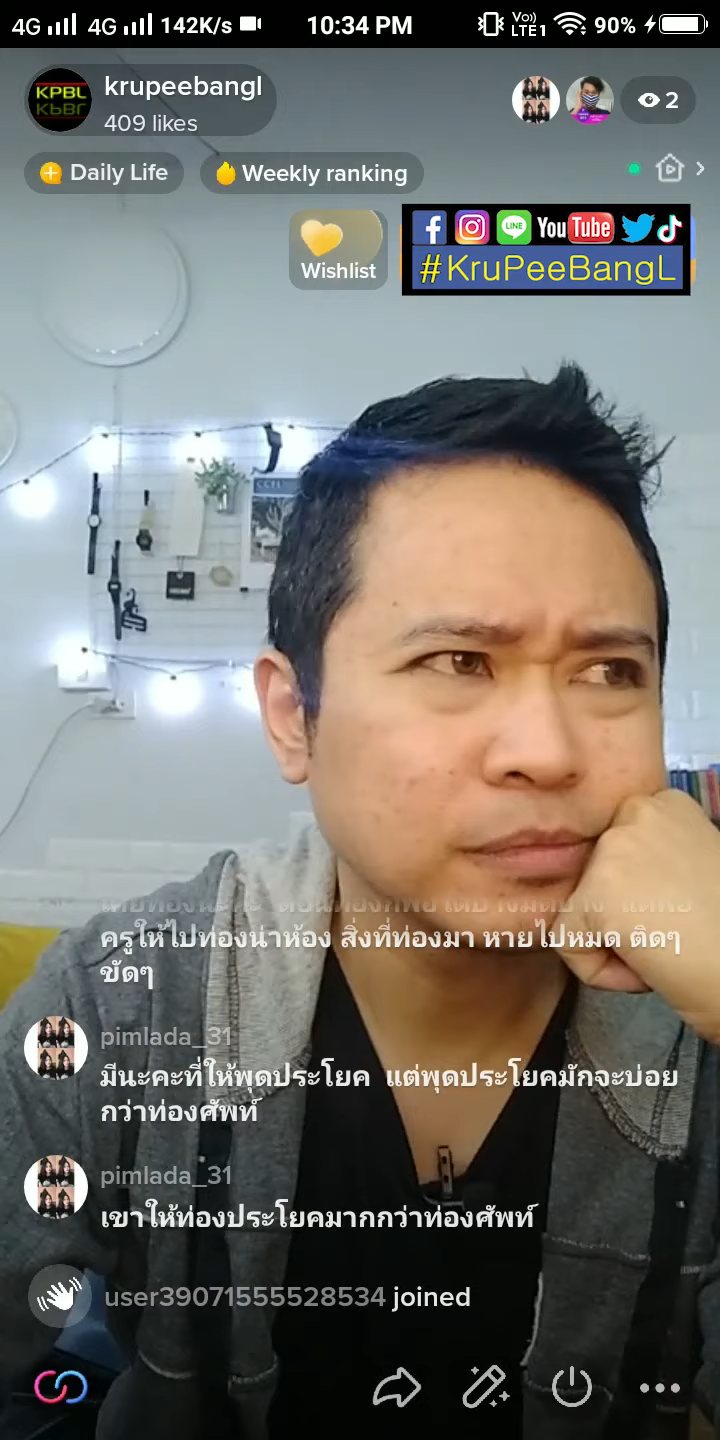 4G 4G 142K/s 10:34 PM Vo)) LTE1 90%
KPBL krupeebangl
409 likes
2
Daily Life Weekly ranking
Wishlist
LINE YouTube
#KruPeeBangL
ครูให้ไปท่องน่าห้อง สิ่งที่ท่องมา หายไปหมด ติดๆ
ขัดๆ
pimlada_31
มีนะคะที่ให้พุดประโยค แต่พุดประโยคมักจะบ่อย
กว่าท่องศัพท์
pimlada_31
เขาให้ท่องประโยคมากกว่าท่องศัพท์
user39071555528534 joined